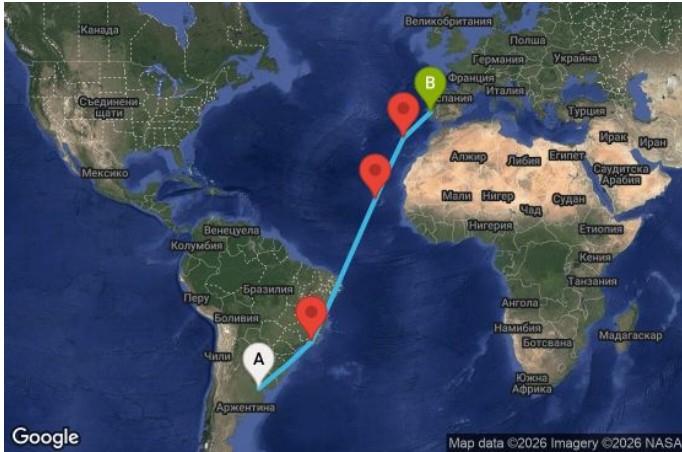 Великобритания
Канада
Полша
Германия
Украйна
Франция
B
Италия
спания
Съединени
щати
Турция
Ирак
Иран
Алжир
Либия
Египет
Саудитска
Арабия
Мексико
Мали
Нигер
Чад
Судан
Венецуела
Нигерия
Етиопия
Колумбия
Кения
Бразилия
Танзания
Перу
Ангола
Боливия
Намибия
Ботсвана
Мадагаскар
Чили
A
Южна
Африка
Аржентина
Google
Map data ©2026 Imagery ©2026 NASA